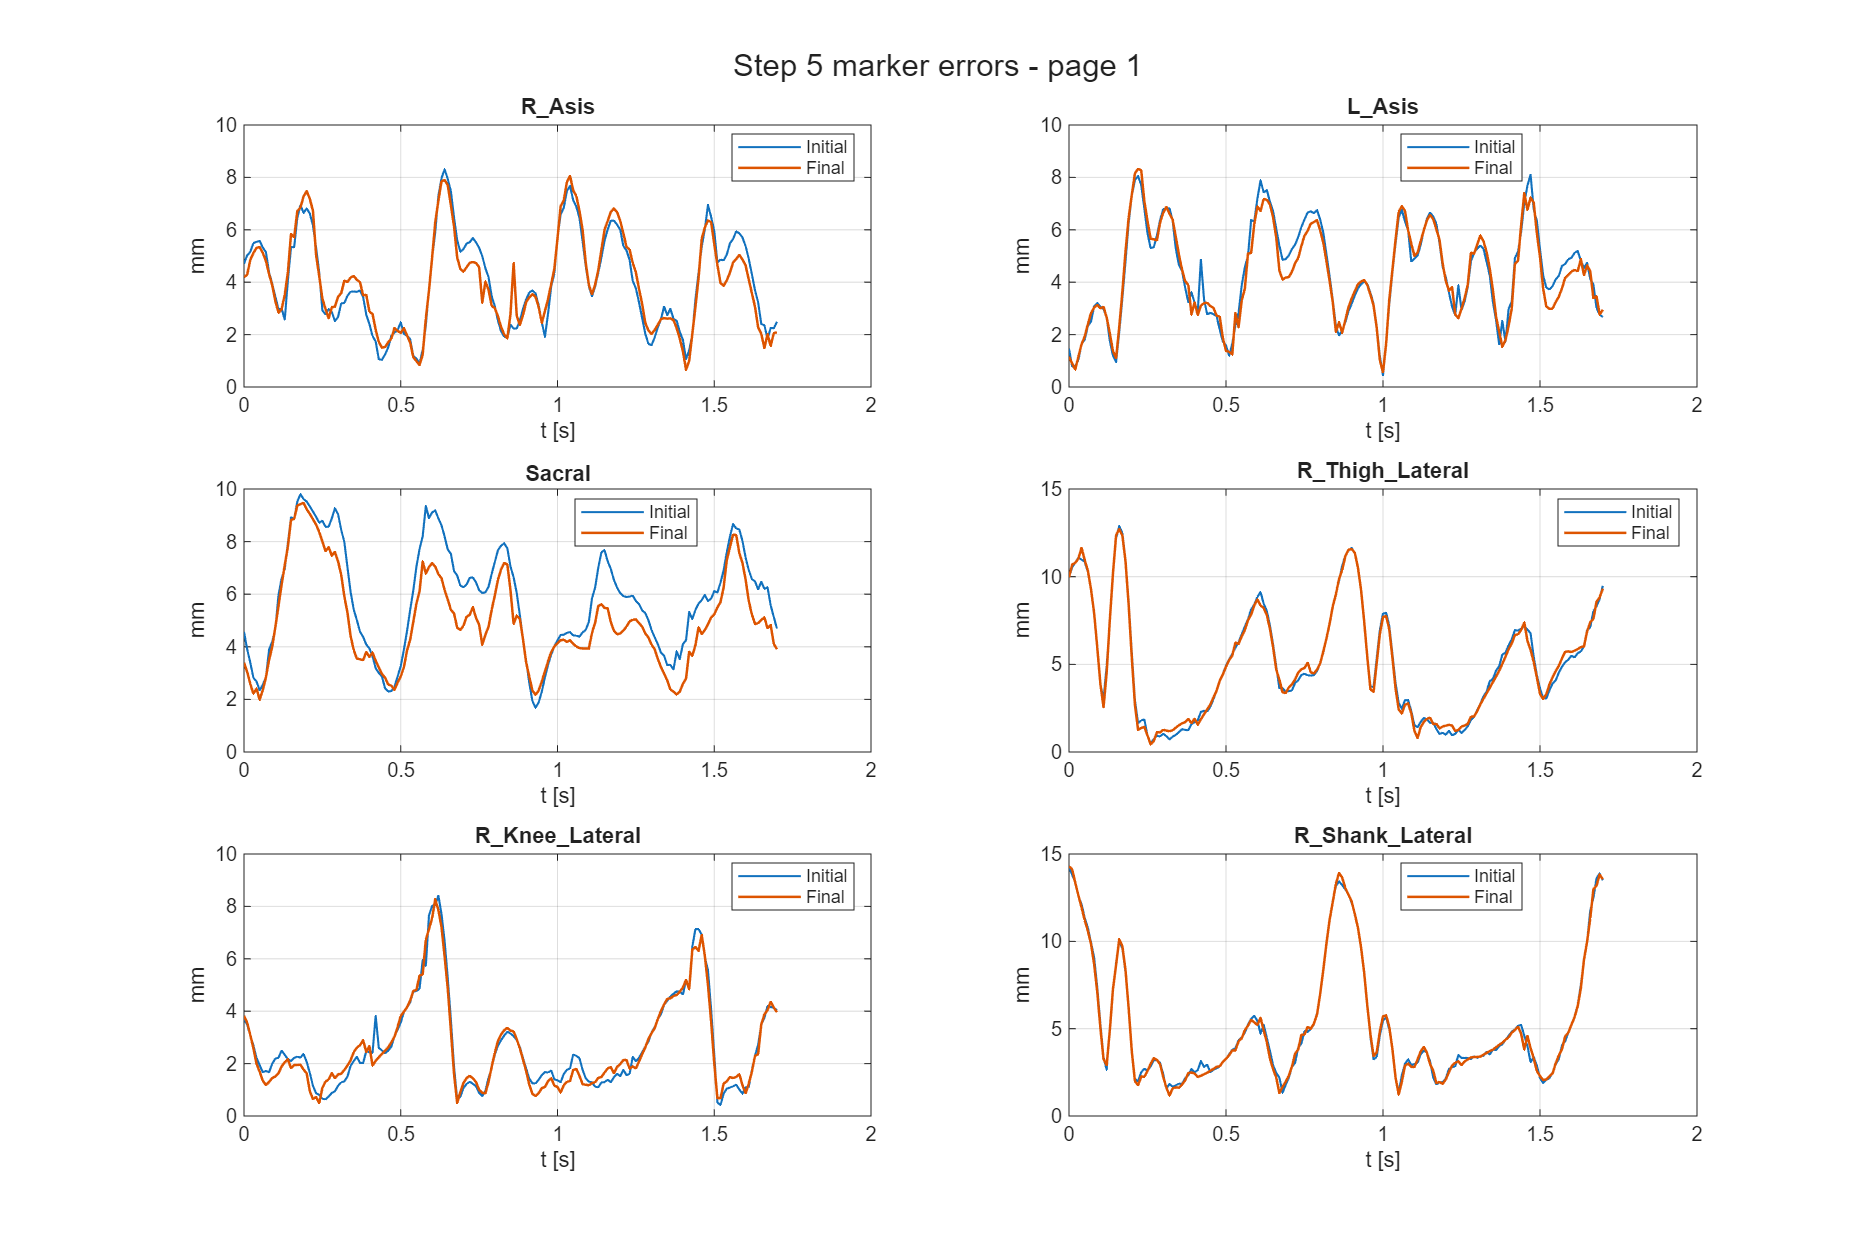 Step 5 marker errors - page 1
R_Asis
10
8
6
4
2
0
mm
Initial
Final
0 0.5 1 1.5 2
t [s]
L_Asis
10
8
6
4
2
0
mm
Initial
Final
0 0.5 1 1.5 2
t [s]
Sacral
10
8
6
4
2
0
mm
Initial
Final
0 0.5 1 1.5 2
t [s]
R_Thigh_Lateral
15
10
5
0
mm
Initial
Final
0 0.5 1 1.5 2
t [s]
R_Knee_Lateral
10
8
6
4
2
0
mm
Initial
Final
0 0.5 1 1.5 2
t [s]
R_Shank_Lateral
15
10
5
0
mm
Initial
Final
0 0.5 1 1.5 2
t [s]